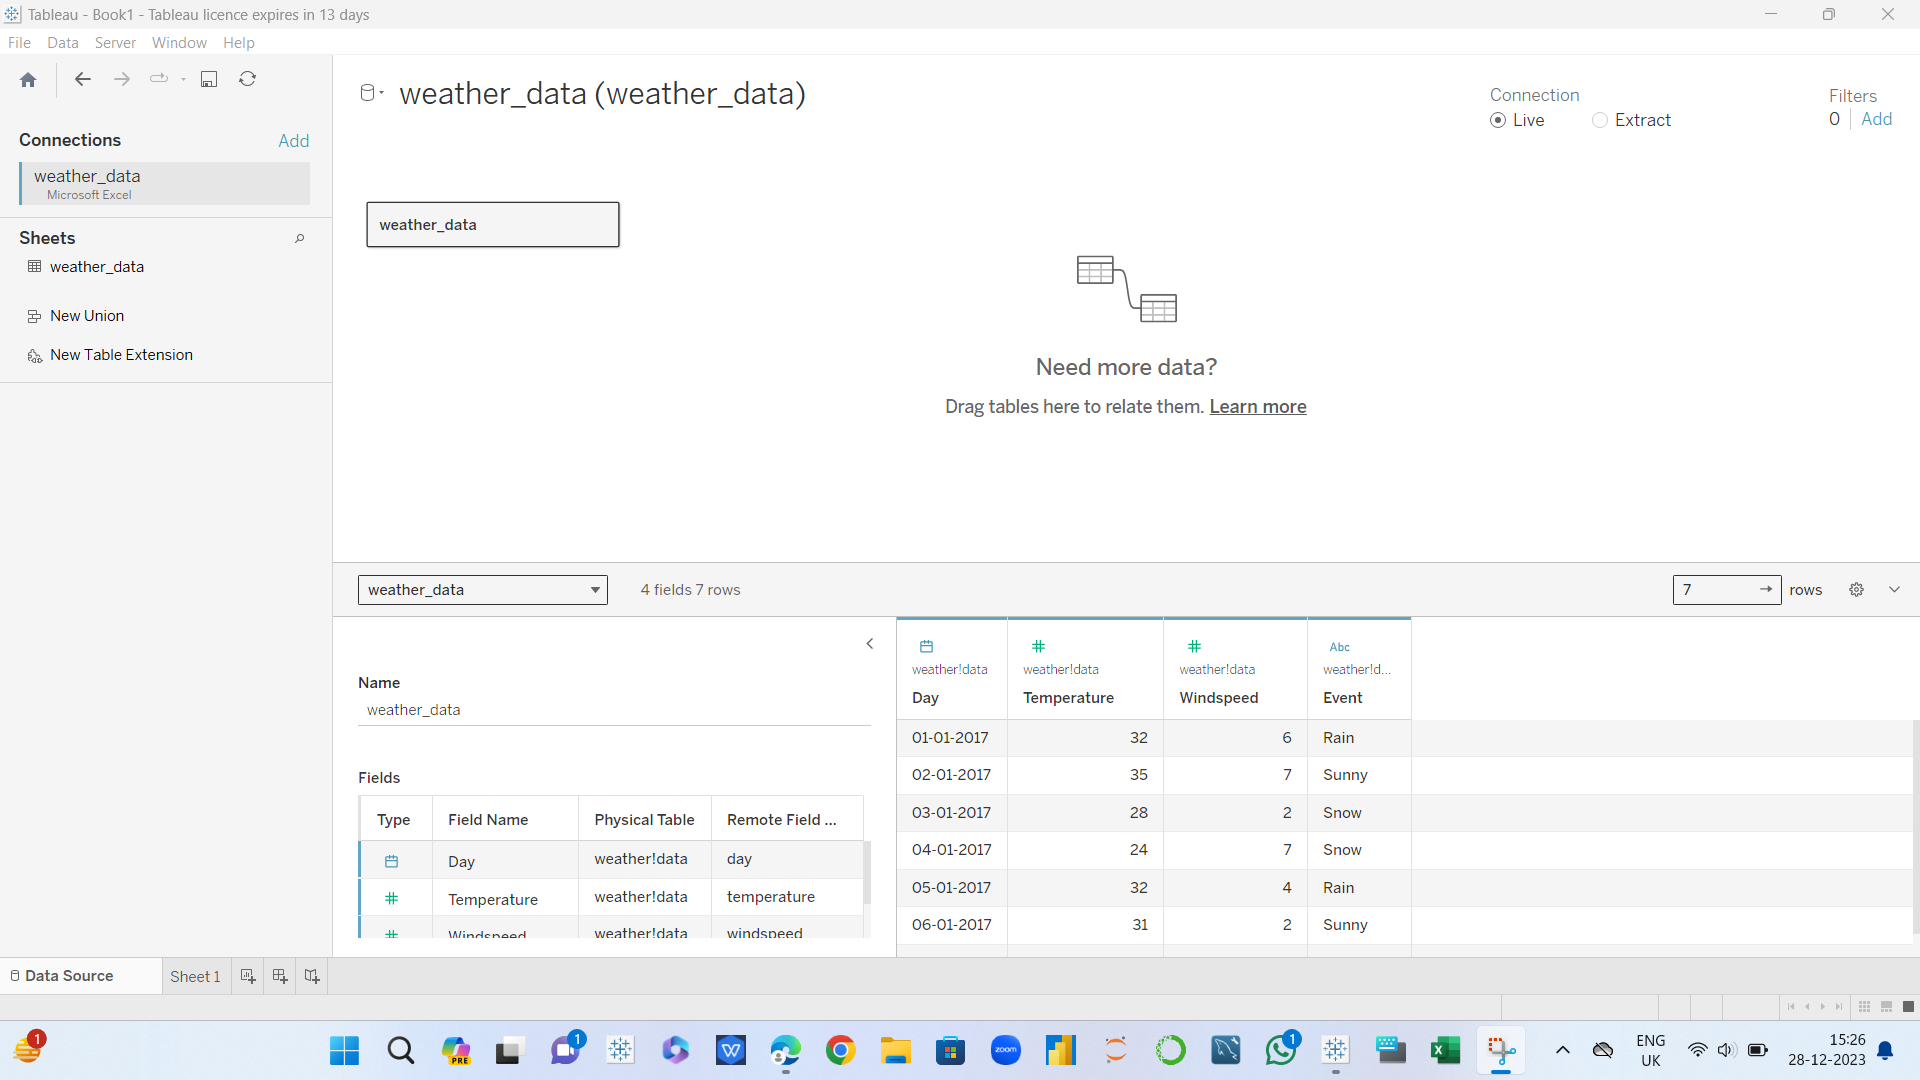 Tableau - Book1 - Tableau licence expires in 13 days
File Data Server Window Help
Connections Add
weather_data
Microsoft Excel
Sheets
weather_data
New Union
New Table Extension
weather_data (weather_data)
Connection
Live Extract
Filters
0 Add
weather_data
Need more data?
Drag tables here to relate them. Learn more
weather_data 4 fields 7 rows
7 rows
Name
weather_data
Fields
Type Field Name Physical Table Remote Field ...
Day weather!data day
Temperature weather!data temperature
Windspeed weather!data windspeed
Abc
weather!data weather!data weather!data weather!d...
Day Temperature Windspeed Event
01-01-2017 32 6 Rain
02-01-2017 35 7 Sunny
03-01-2017 28 2 Snow
04-01-2017 24 7 Snow
05-01-2017 32 4 Rain
06-01-2017 31 2 Sunny
Data Source Sheet 1
1
PRE
1
W
zoom
1
X
ENG
UK
15:26
28-12-2023